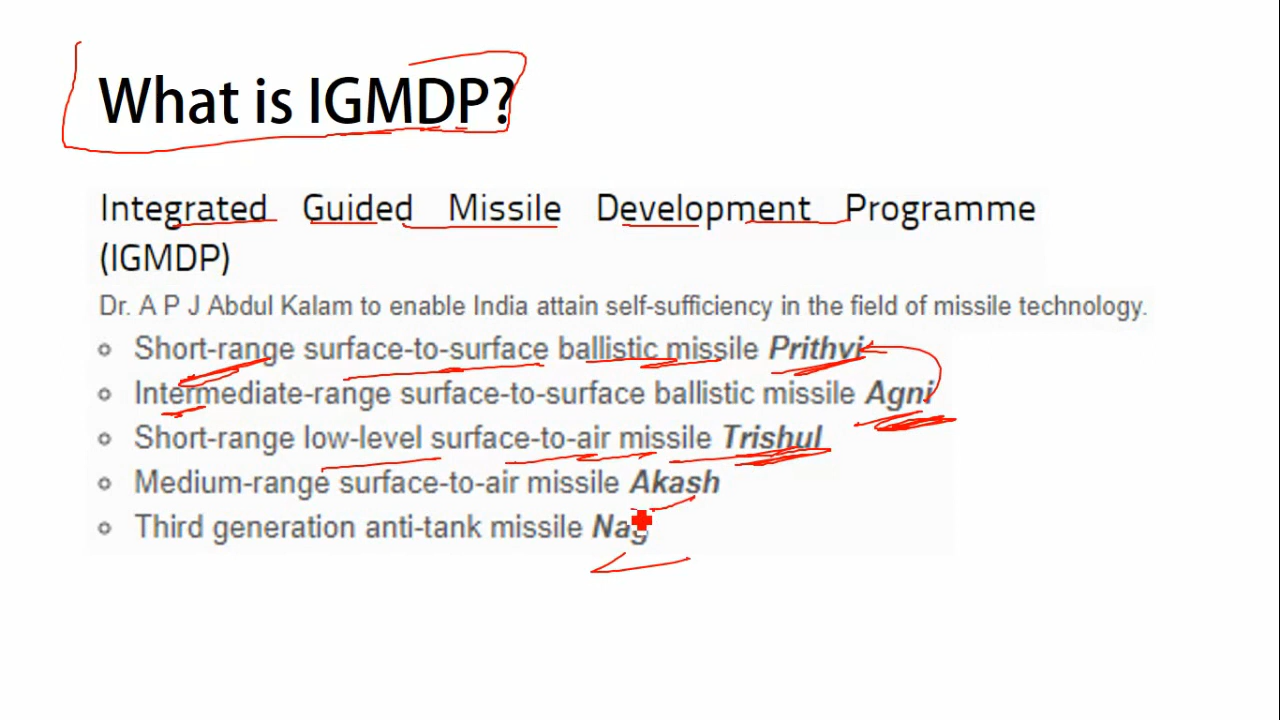 What is IGMDP?
Integrated Guided Missile Development Programme
(IGMDP)
Dr. A P J Abdul Kalam to enable India attain self-sufficiency in the field of missile technology.
Short-range surface-to-surface ballistic missile Prithvi
Intermediate-range surface-to-surface ballistic missile Agni
Short-range low-level surface-to-air missile Trishul
Medium-range surface-to-air missile Akash
Third generation anti-tank missile Nag